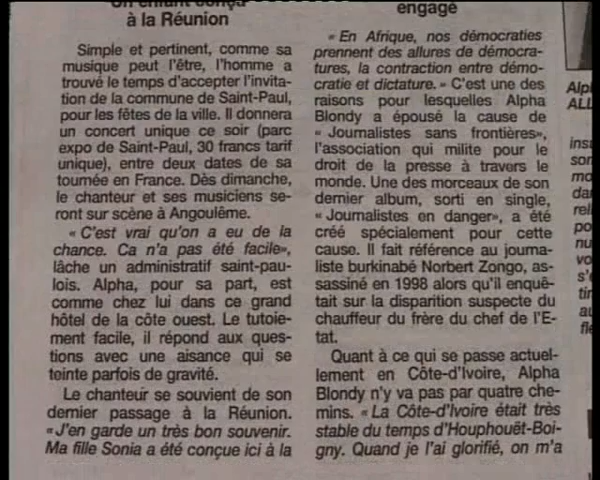 Un enfant conçu
à la Réunion
Simple et pertinent, comme sa
musique peut l'être, l'homme a
trouvé le temps d'accepter l'invita-
tion de la commune de Saint-Paul,
pour les fêtes de la ville. Il donnera
un concert unique ce soir (parc
expo de Saint-Paul, 30 francs tarif
unique), entre deux dates de sa
tournée en France. Dès dimanche,
le chanteur et ses musiciens se-
ront sur scène à Angoulême.
« C'est vrai qu'on a eu de la
chance. Ca n'a pas été facile»,
lâche un administratif saint-pau-
lois. Alpha, pour sa part, est
comme chez lui dans ce grand
hôtel de la côte ouest. Le tutoie-
ment facile, il répond aux ques-
tions avec une aisance qui se
teinte parfois de gravité.
Le chanteur se souvient de son
dernier passage à la Réunion.
«J'en garde un très bon souvenir.
Ma fille Sonia a été conçue ici à la
engagé
« En Afrique, nos démocraties
prennent des allures de démocra-
tures, la contraction entre démo-
cratie et dictature. » C'est une des
raisons pour lesquelles Alpha
Blondy a épousé la cause de
« Journalistes sans frontières»,
l'association qui milite pour le
droit de la presse à travers le
monde. Une des morceaux de son
dernier album, sorti en single,
« Journalistes en danger», a été
créé spécialement pour cette
cause. Il fait référence au journa-
liste burkinabé Norbert Zongo, as-
sassiné en 1998 alors qu'il enquê-
tait sur la disparition suspecte du
chauffeur du frère du chef de l'E-
tat.
Quant à ce qui se passe actuel-
lement en Côte-d'Ivoire, Alpha
Blondy n'y va pas par quatre che-
mins. «La Côte-d'Ivoire était très
stable du temps d'Houphouët-Boi-
gny. Quand je l'ai glorifié, on m'a